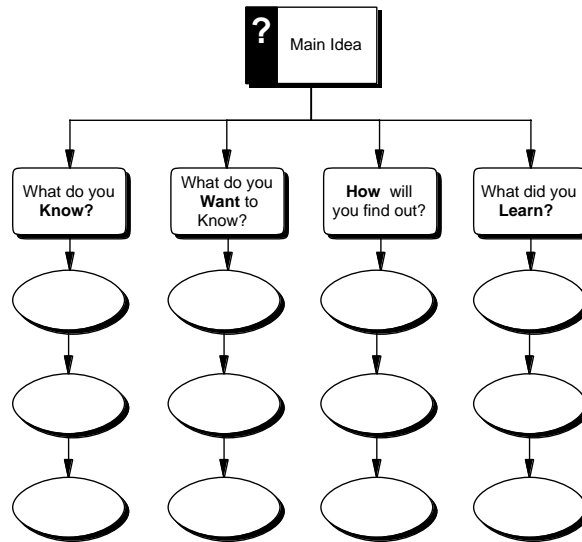 ?
Main Idea
What do you
Know?
What do you
Want to
Know?
How will
you find out?
What did you
Learn?